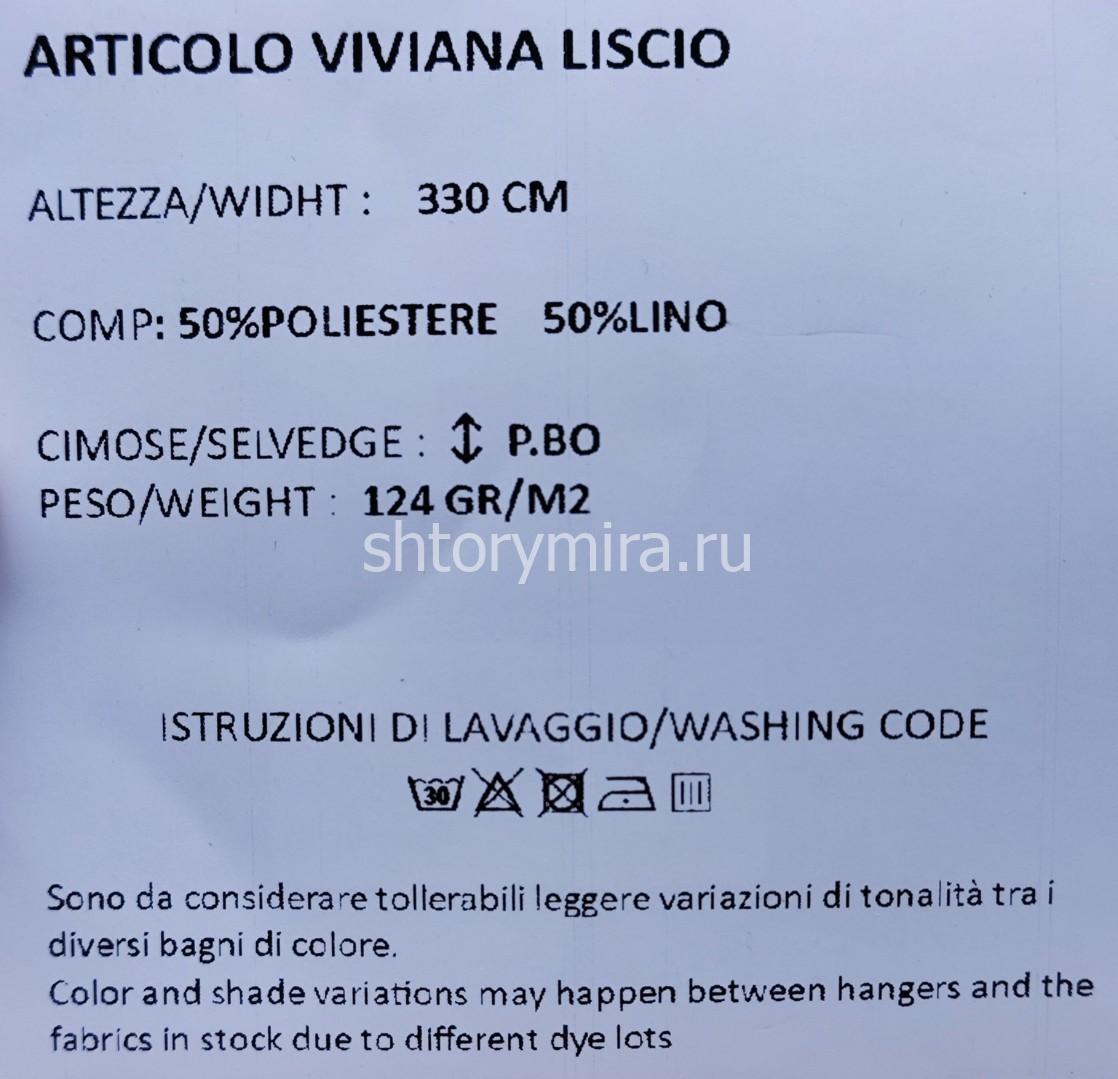 ARTICOLO VIVIANA LISCIO
ALTEZZA/WIDHT : 330 CM
COMP: 50%POLIESTERE 50%LINO
CIMOSE/SELVEDGE : ↕ P.BO
PESO/WEIGHT : 124 GR/M2
shtorymira.ru
ISTRUZIONI DI LAVAGGIO/WASHING CODE
30
Sono da considerare tollerabili leggere variazioni di tonalità tra i
diversi bagni di colore.
Color and shade variations may happen between hangers and the
fabrics in stock due to different dye lots